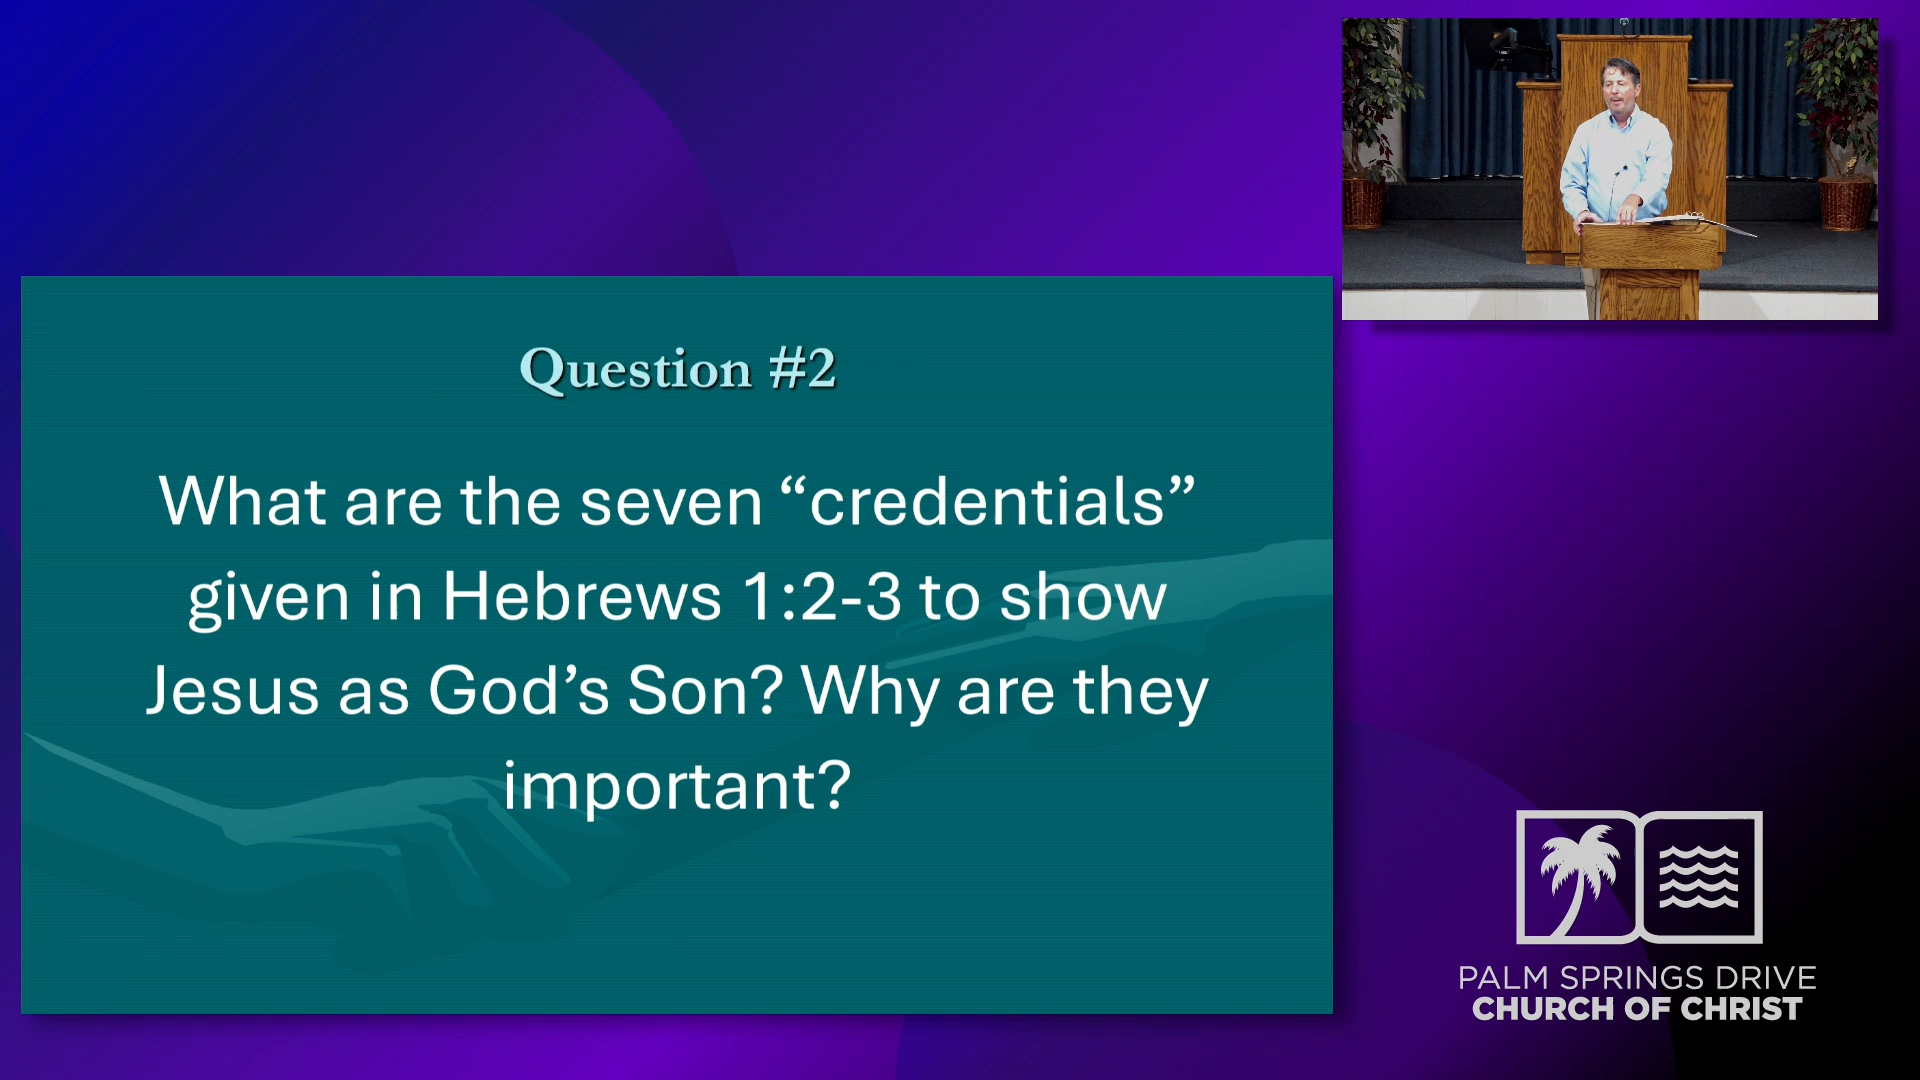 Question #2
What are the seven “credentials”
given in Hebrews 1:2-3 to show
Jesus as God’s Son? Why are they
important?
PALM SPRINGS DRIVE
CHURCH OF CHRIST